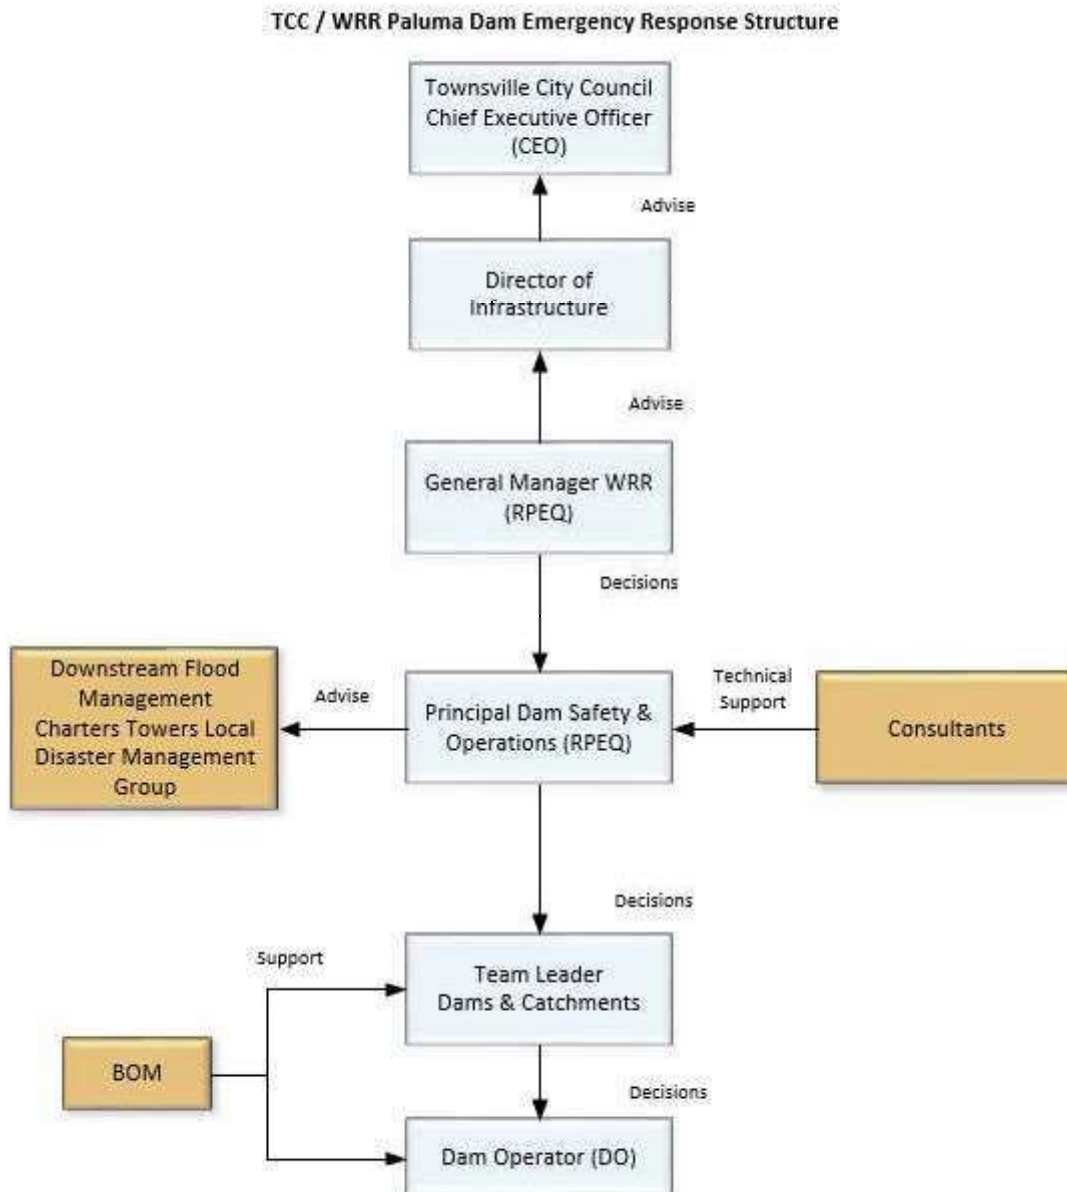 TCC / WRR Paluma Dam Emergency Response Structure
Townsville City Council
Chief Executive Officer
(CEO)
Advise
Director of
Infrastructure
Advise
General Manager WRR
(RPEQ)
Decisions
Downstream Flood
Management
Charters Towers Local
Disaster Management
Group
Advise
Principal Dam Safety &
Operations (RPEQ)
Technical
Support
Consultants
Decisions
Support
Team Leader
Dams & Catchments
BOM
Decisions
Dam Operator (DO)